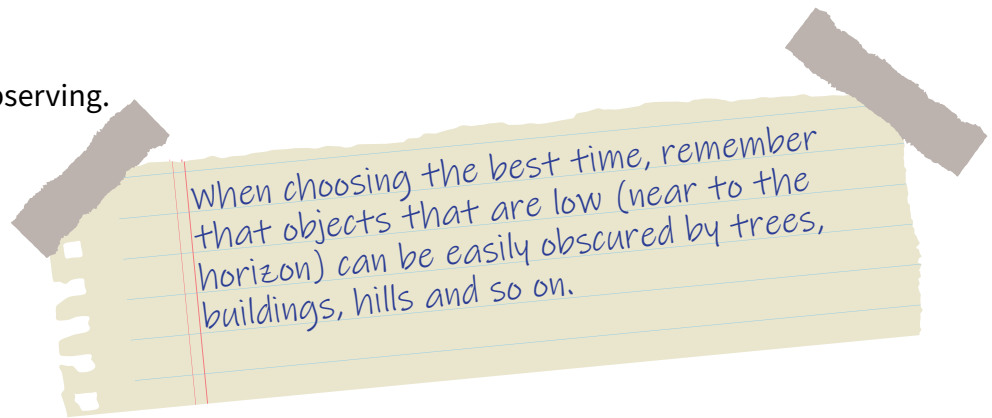 bserving.
When choosing the best time, remember
that objects that are low (near to the
horizon) can be easily obscured by trees,
buildings, hills and so on.